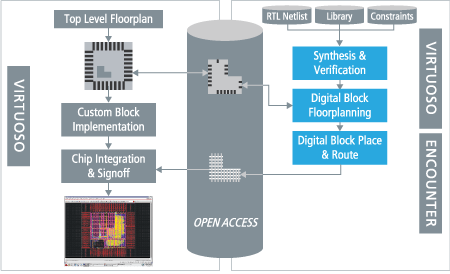 Top Level Floorplan
VIRTUOSO
Custom Block
Implementation
Chip Integration
& Signoff
OPEN ACCESS
RTL Netlist
Library
Constraints
Synthesis &
Verification
Digital Block
Floorplanning
Digital Block Place
& Route
VIRTUOSO
ENCOUNTER